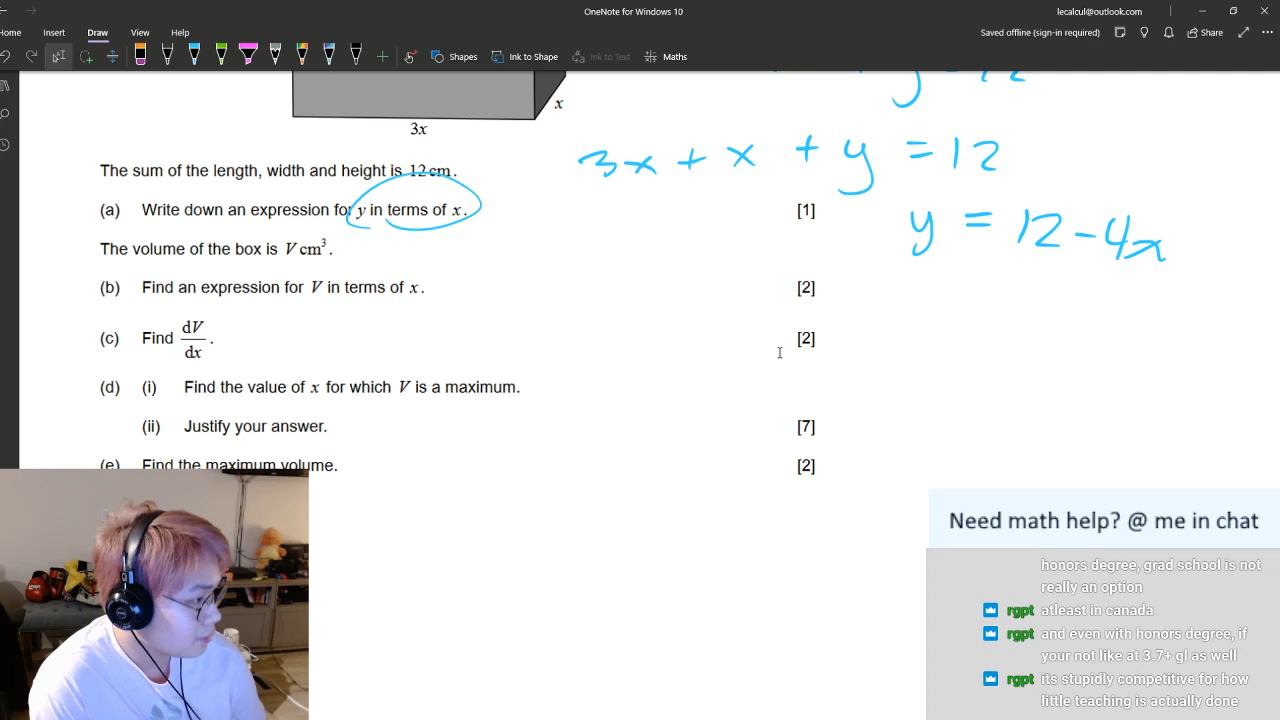 OneNote for Windows 10
lecalcul@outlook.com
Home Insert Draw View Help
Saved offline (sign-in required) Share
Shapes Ink to Shape Ink to Text Maths
= 12
x
3x
The sum of the length, width and height is 12 cm. 3x + x + y = 12
(a) Write down an expression for y in terms of x. [1]
y = 12 - 4x
The volume of the box is V cm³.
(b) Find an expression for V in terms of x. [2]
(c) Find dV/dx. [2]
(d) (i) Find the value of x for which V is a maximum.
(ii) Justify your answer. [7]
(e) Find the maximum volume. [2]
Need math help? @ me in chat
honors degree, grad school is not
really an option
rgpt atleast in canada
rgpt and even with honors degree, if
your not like at 3.7+ gl as well
rgpt its stupidly competitive for how
little teaching is actually done